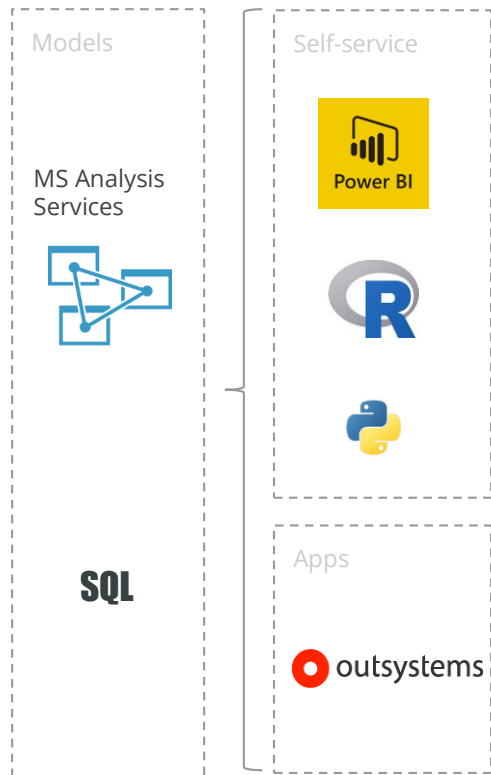 Models
MS Analysis
Services
SQL
Self-service
Power BI
R
Apps
outsystems